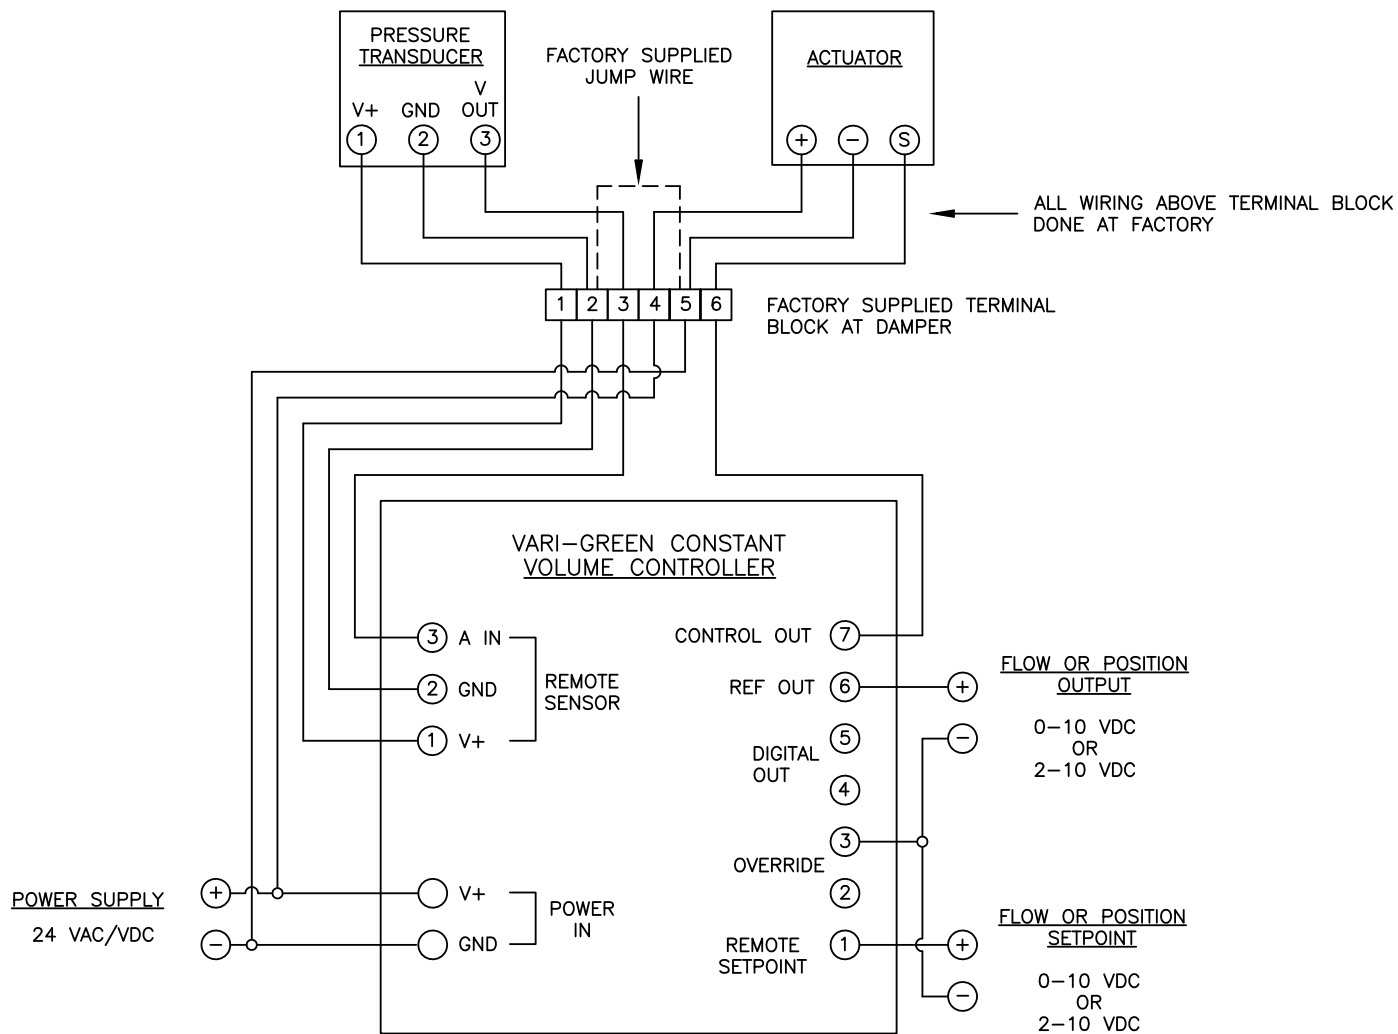 PRESSURE
TRANSDUCER
V+
GND
V
OUT
1
2
3
FACTORY SUPPLIED
JUMP WIRE
ACTUATOR
+
−
S
ALL WIRING ABOVE TERMINAL BLOCK
DONE AT FACTORY
1 2 3 4 5 6
FACTORY SUPPLIED TERMINAL
BLOCK AT DAMPER
VARI−GREEN CONSTANT
VOLUME CONTROLLER
3 A IN
2 GND
1 V+
REMOTE
SENSOR
V+
GND
POWER
IN
POWER SUPPLY
24 VAC/VDC
+
−
CONTROL OUT 7
REF OUT 6
DIGITAL
OUT
5
4
OVERRIDE
3
2
REMOTE
SETPOINT
1
+
−
FLOW OR POSITION
OUTPUT
0−10 VDC
OR
2−10 VDC
+
−
FLOW OR POSITION
SETPOINT
0−10 VDC
OR
2−10 VDC